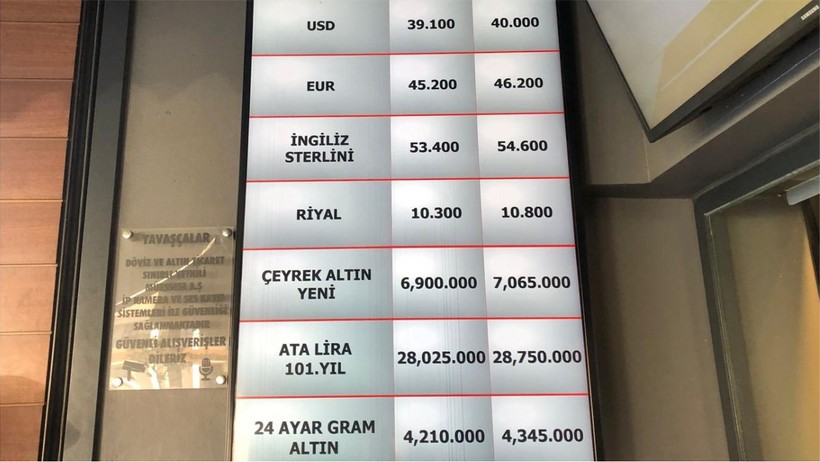 USD 39.100 40.000
EUR 45.200 46.200
İNGİLİZ
STERLİNİ 53.400 54.600
RİYAL 10.300 10.800
ÇEYREK ALTIN
YENİ 6,900.000 7,065.000
ATA LİRA
101.YIL 28,025.000 28,750.000
24 AYAR GRAM
ALTIN 4,210.000 4,345.000
TAVAŞÇALAR
DÖVİZ VE ALTIN TİCARET
SINIRLI YETKİLİ
MÜESSESE A.Ş
İP KAMERA VE SES KAYIT
SİSTEMLERİ İLE GÜVENLİĞİ
SAĞLANMAKTADIR
GÜVENLİ ALIŞVERİŞLER
DİLERİZ
SAMSUNG